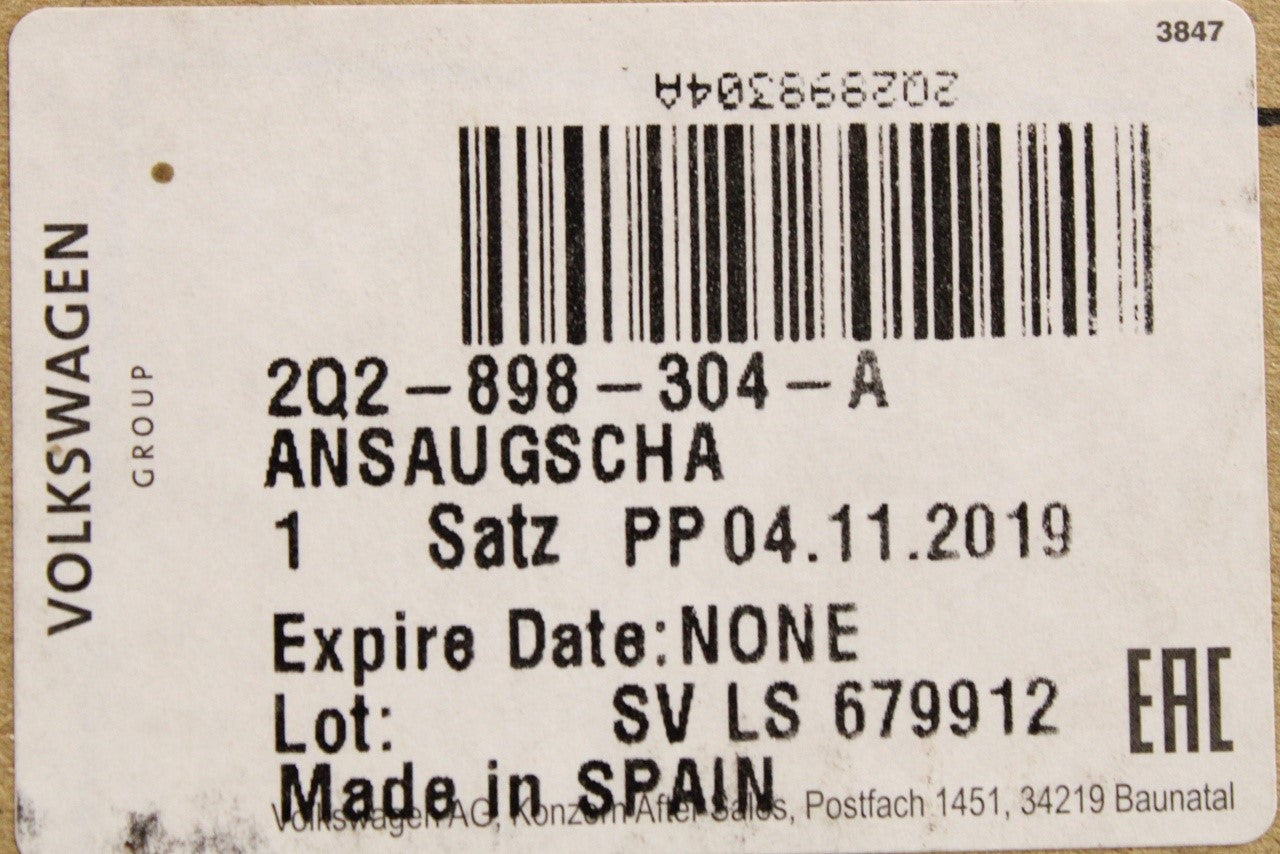 3847
2Q2898304A
VOLKSWAGEN
GROUP
2Q2-898-304-A
ANSAUGSCHA
1 Satz PP 04.11.2019
Expire Date:NONE
Lot: SV LS 679912
EAC
Made in SPAIN
Volkswagen AG, Konzern After Sales, Postfach 1451, 34219 Baunatal